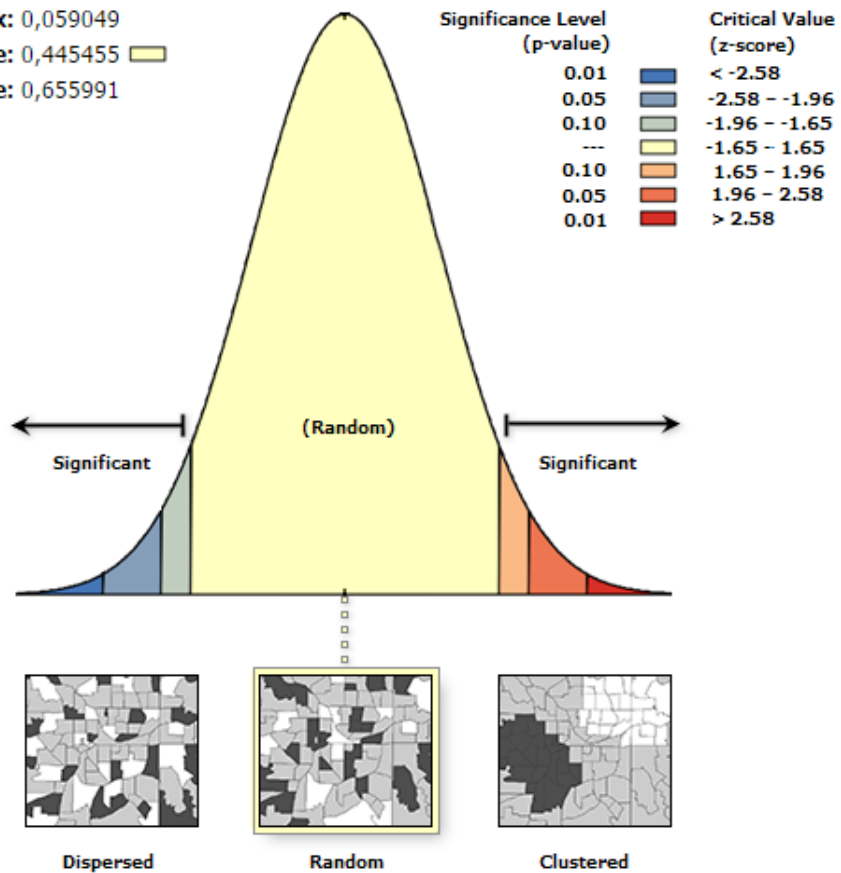 x: 0,059049
e: 0,445455
e: 0,655991
Significance Level
(p-value)
Critical Value
(z-score)
0.01 < -2.58
0.05 -2.58 – -1.96
0.10 -1.96 – -1.65
--- -1.65 - 1.65
0.10 1.65 – 1.96
0.05 1.96 – 2.58
0.01 > 2.58
(Random)
Significant
Significant
Dispersed
Random
Clustered